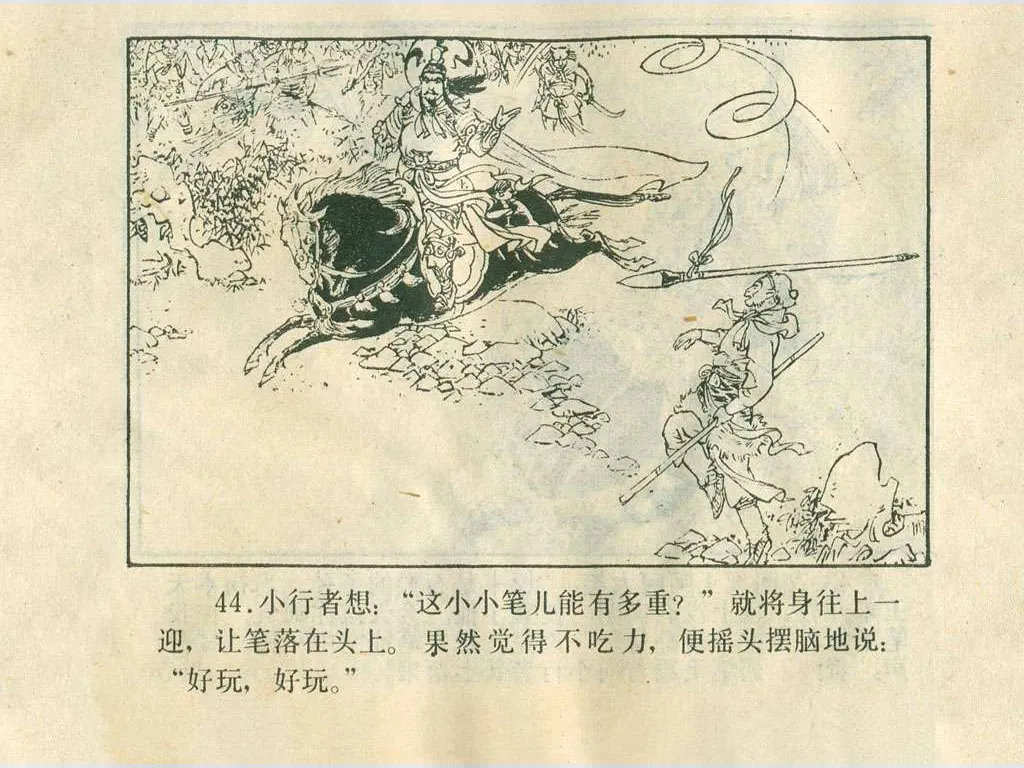 44.小行者想：“这小小笔儿能有多重？”就将身往上一
迎，让笔落在头上。果然觉得不吃力，便摇头摆脑地说：
“好玩，好玩。”